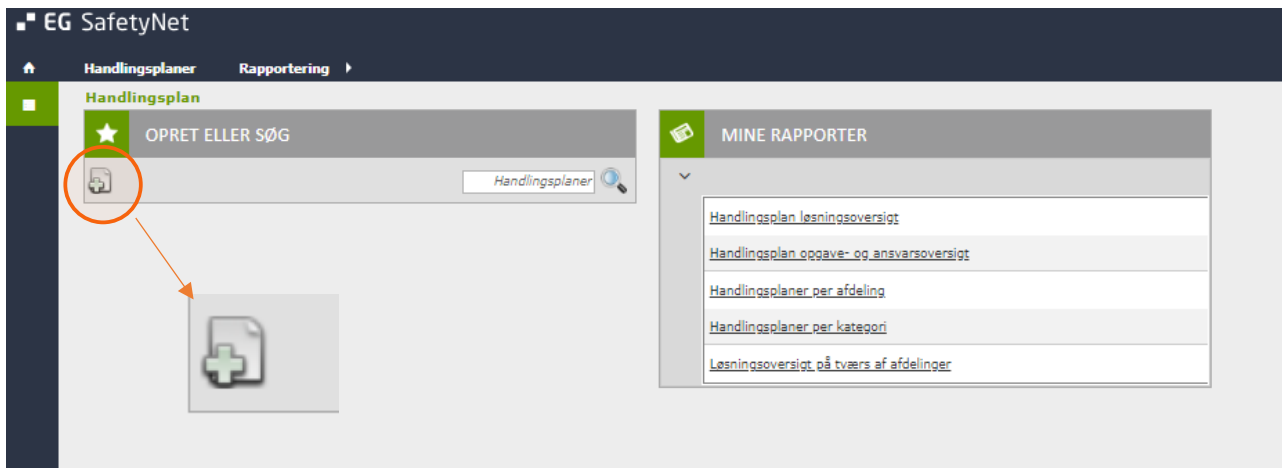 EG SafetyNet
Handlingsplaner Rapportering
Handlingsplan
OPRET ELLER SØG
Handlingsplaner
MINE RAPPORTER
Handlingsplan løsningsoversigt
Handlingsplan opgave- og ansvarsoversigt
Handlingsplaner per afdeling
Handlingsplaner per kategori
Løsningsoversigt på tværs af afdelinger